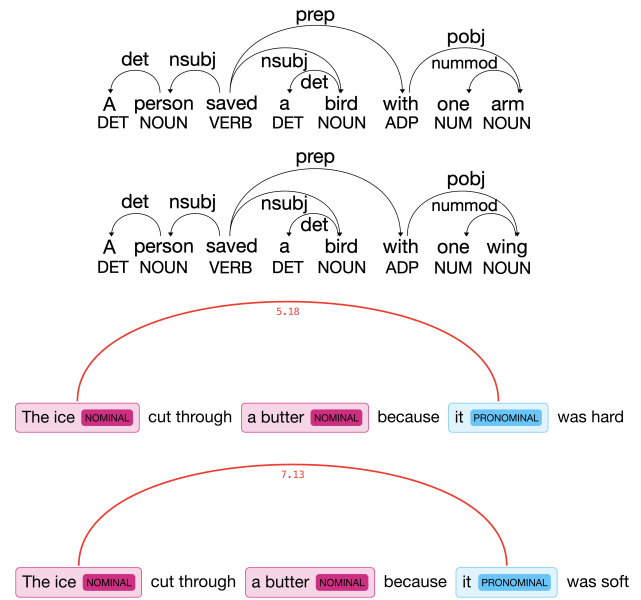 prep
pobj
det nsubj nsubj nummod
det
A person saved a bird with one arm
DET NOUN VERB DET NOUN ADP NUM NOUN
prep
pobj
det nsubj nsubj nummod
det
A person saved a bird with one wing
DET NOUN VERB DET NOUN ADP NUM NOUN
5.18
The ice NOMINAL cut through a butter NOMINAL because it PRONOMINAL was hard
7.13
The ice NOMINAL cut through a butter NOMINAL because it PRONOMINAL was soft